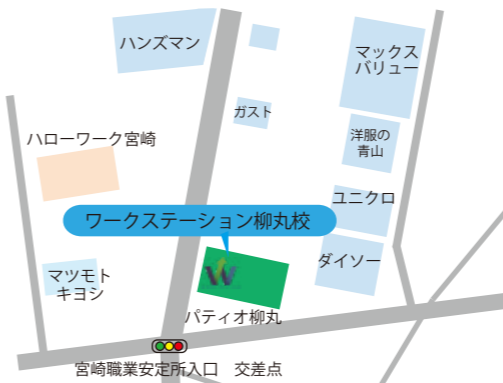 ハンズマン
マックス
バリュー
ガスト
洋服の
青山
ハローワーク宮崎
ユニクロ
ワークステーション柳丸校
ダイソー
マツモト
キヨシ
W
パティオ柳丸
宮崎職業安定所入口 交差点